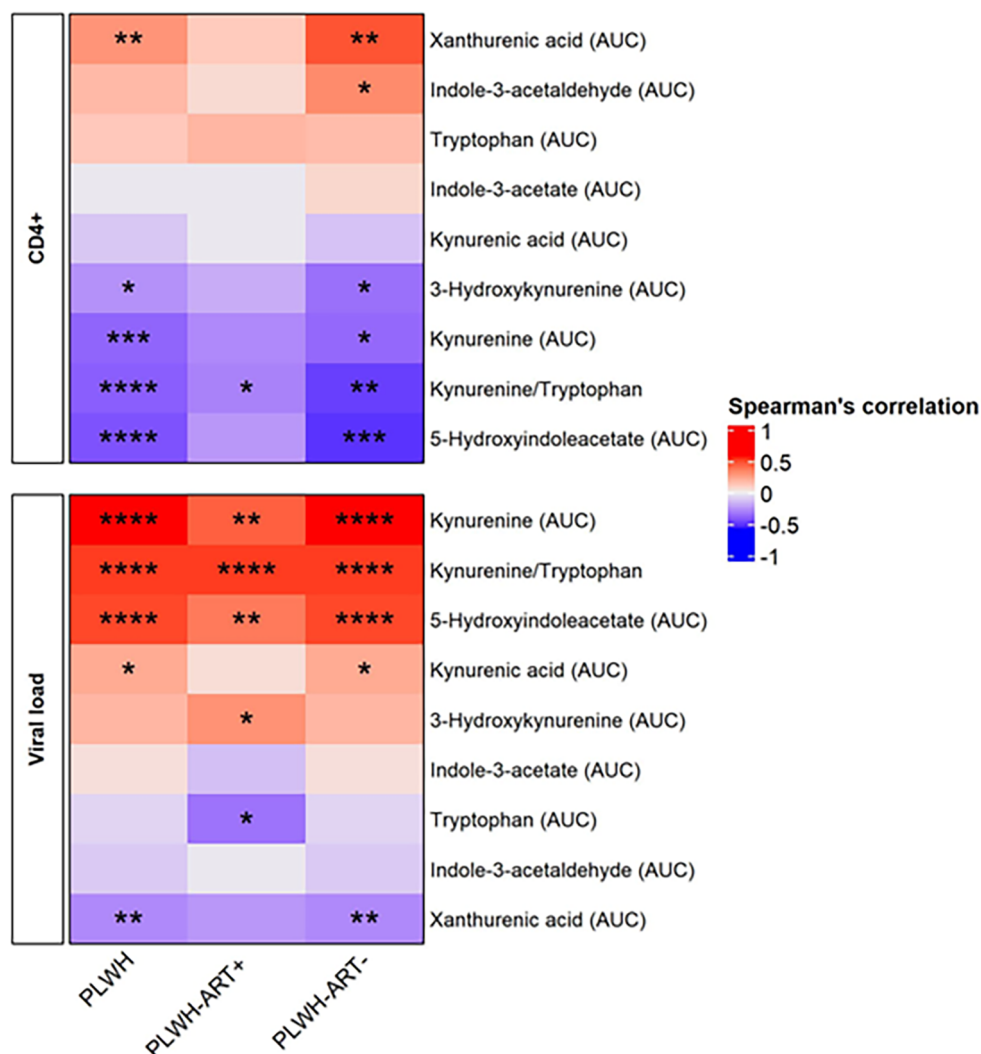 CD4+
** ** Xanthurenic acid (AUC)
* Indole-3-acetaldehyde (AUC)
Tryptophan (AUC)
Indole-3-acetate (AUC)
Kynurenic acid (AUC)
* * 3-Hydroxykynurenine (AUC)
*** * Kynurenine (AUC)
**** * ** Kynurenine/Tryptophan
**** *** 5-Hydroxyindoleacetate (AUC)
Viral load
**** ** **** Kynurenine (AUC)
**** **** **** Kynurenine/Tryptophan
**** ** **** 5-Hydroxyindoleacetate (AUC)
* * Kynurenic acid (AUC)
* 3-Hydroxykynurenine (AUC)
Indole-3-acetate (AUC)
* Tryptophan (AUC)
Indole-3-acetaldehyde (AUC)
** ** Xanthurenic acid (AUC)
PLWH
PLWH-ART+
PLWH-ART-
Spearman's correlation
1
0.5
0
-0.5
-1